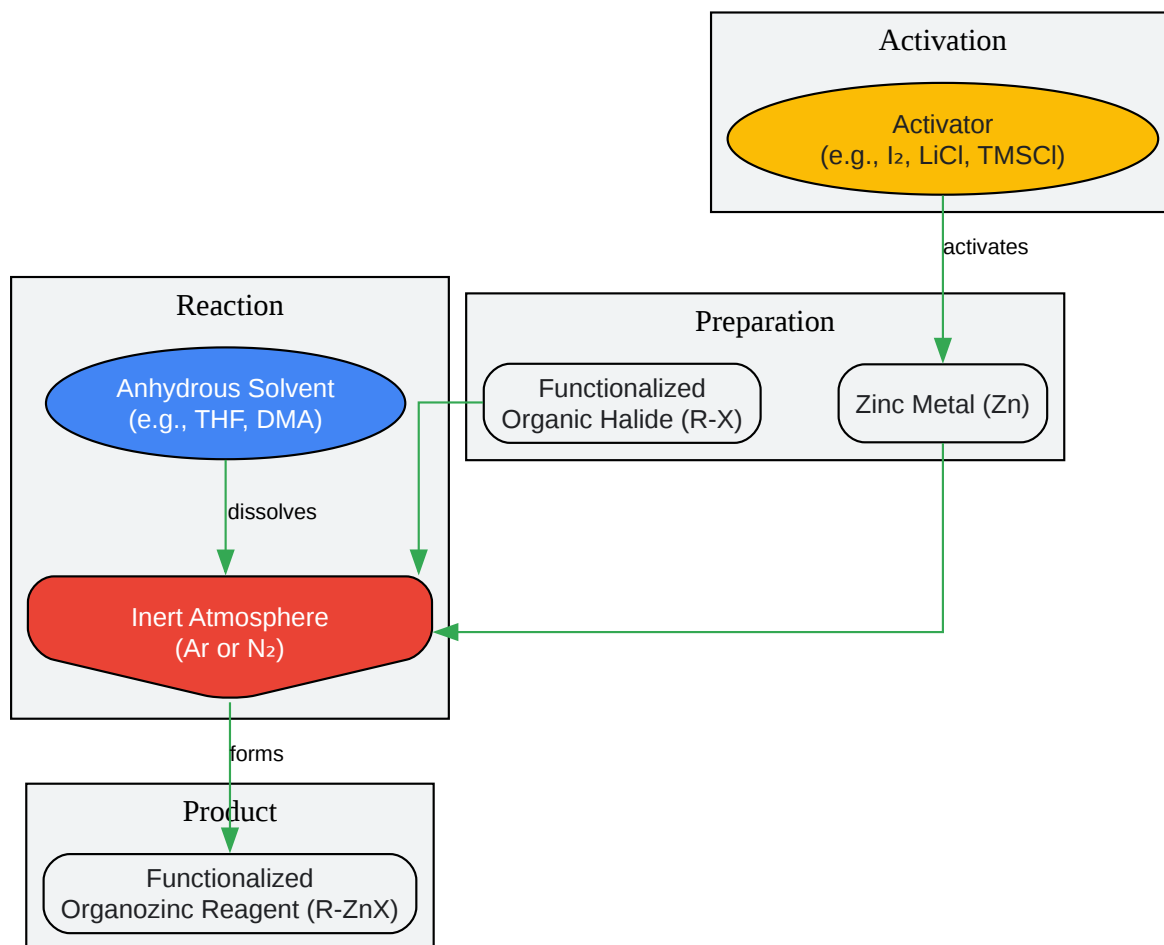 Activation
Activator
(e.g., I₂, LiCl, TMSCl)
activates
Reaction
Anhydrous Solvent
(e.g., THF, DMA)
Preparation
Functionalized
Organic Halide (R-X)
Zinc Metal (Zn)
dissolves
Inert Atmosphere
(Ar or N₂)
forms
Product
Functionalized
Organozinc Reagent (R-ZnX)